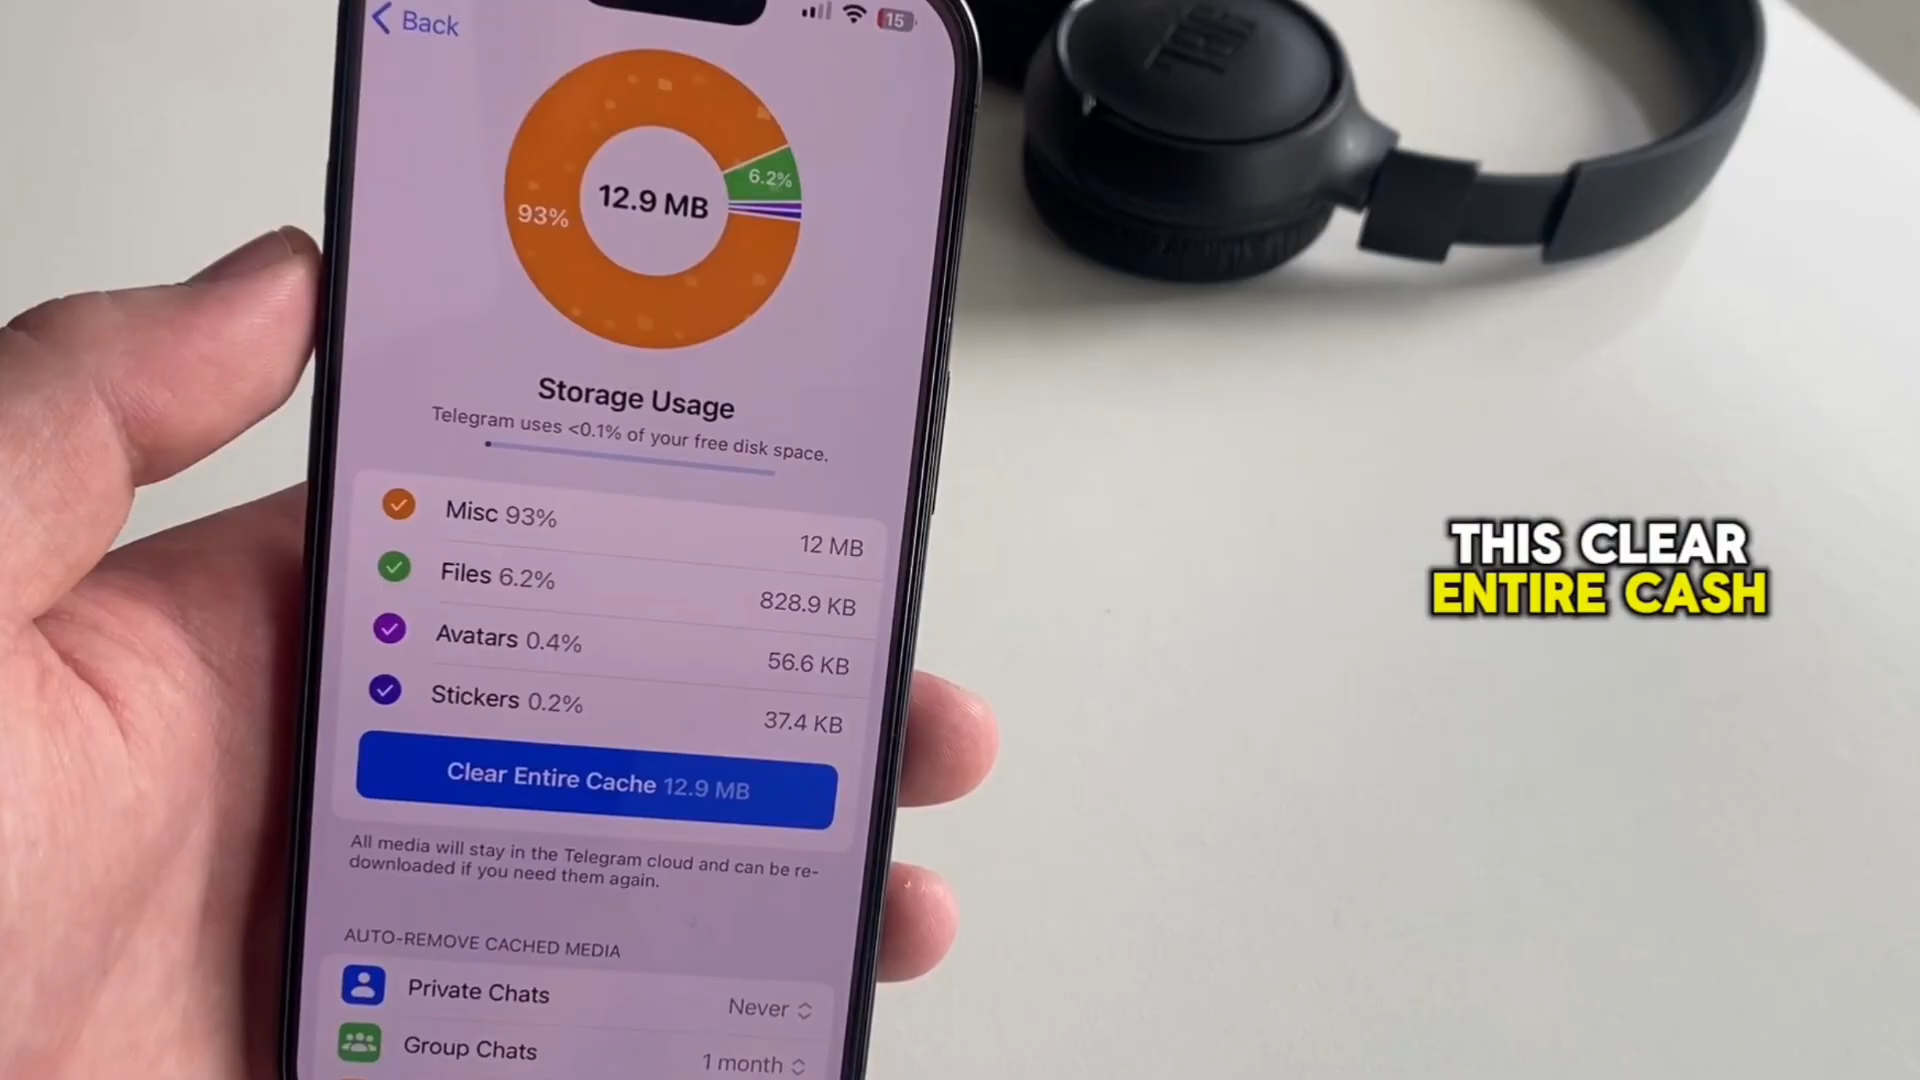 Back
15
JBL
93%
6.2%
12.9 MB
Storage Usage
Telegram uses <0.1% of your free disk space.
Misc 93%
12 MB
Files 6.2%
828.9 KB
Avatars 0.4%
56.6 KB
Stickers 0.2%
37.4 KB
Clear Entire Cache 12.9 MB
All media will stay in the Telegram cloud and can be re-
downloaded if you need them again.
AUTO-REMOVE CACHED MEDIA
Private Chats
Never
Group Chats
1 month
THIS CLEAR
ENTIRE CASH